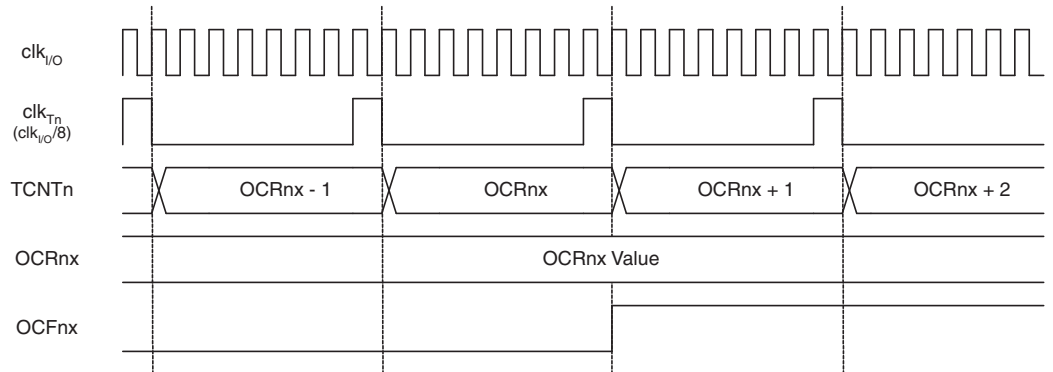 clkI/O
clkTn
(clkI/O/8)
TCNTn OCRnx - 1 OCRnx OCRnx + 1 OCRnx + 2
OCRnx OCRnx Value
OCFnx